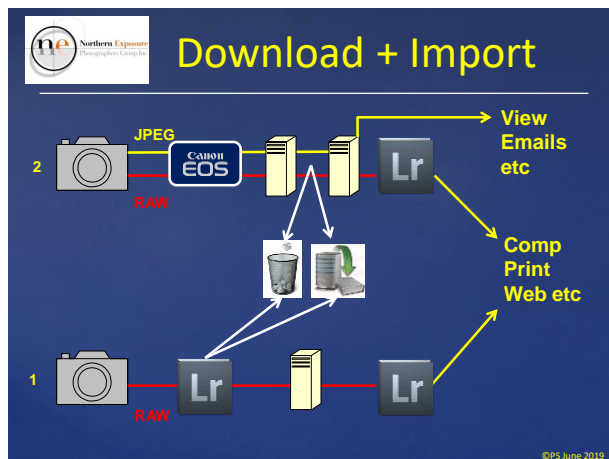 ne Northern Exposure
Photographers Group Inc
Download + Import
JPEG
View
Emails
etc
2
Canon
EOS
Lr
RAW
Comp
Print
Web etc
1
Lr
Lr
RAW
©PS June 2019